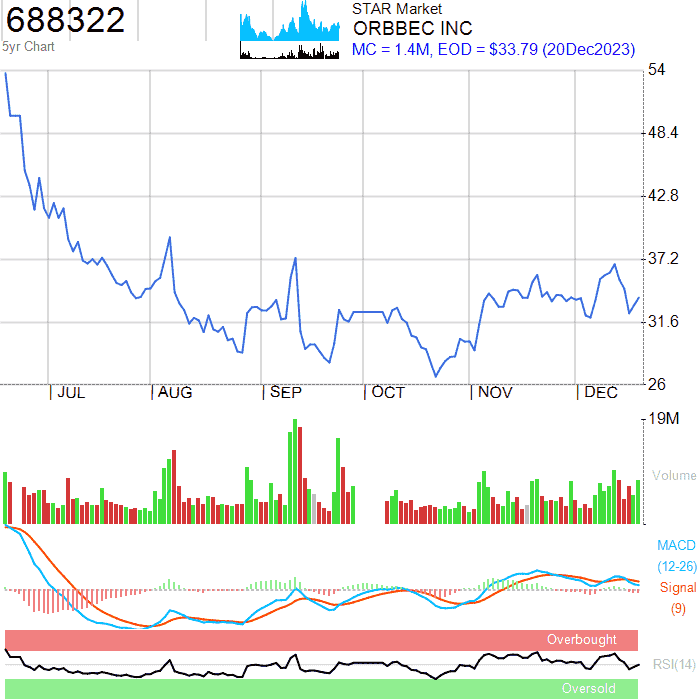 688322
5yr Chart
STAR Market
ORBBEC INC
MC = 1.4M, EOD = $33.79 (20Dec2023)
54
48.4
42.8
37.2
31.6
26
JUL AUG SEP OCT NOV DEC
19M
Volume
MACD
(12-26)
Signal
(9)
Overbought
RSI(14)
Oversold